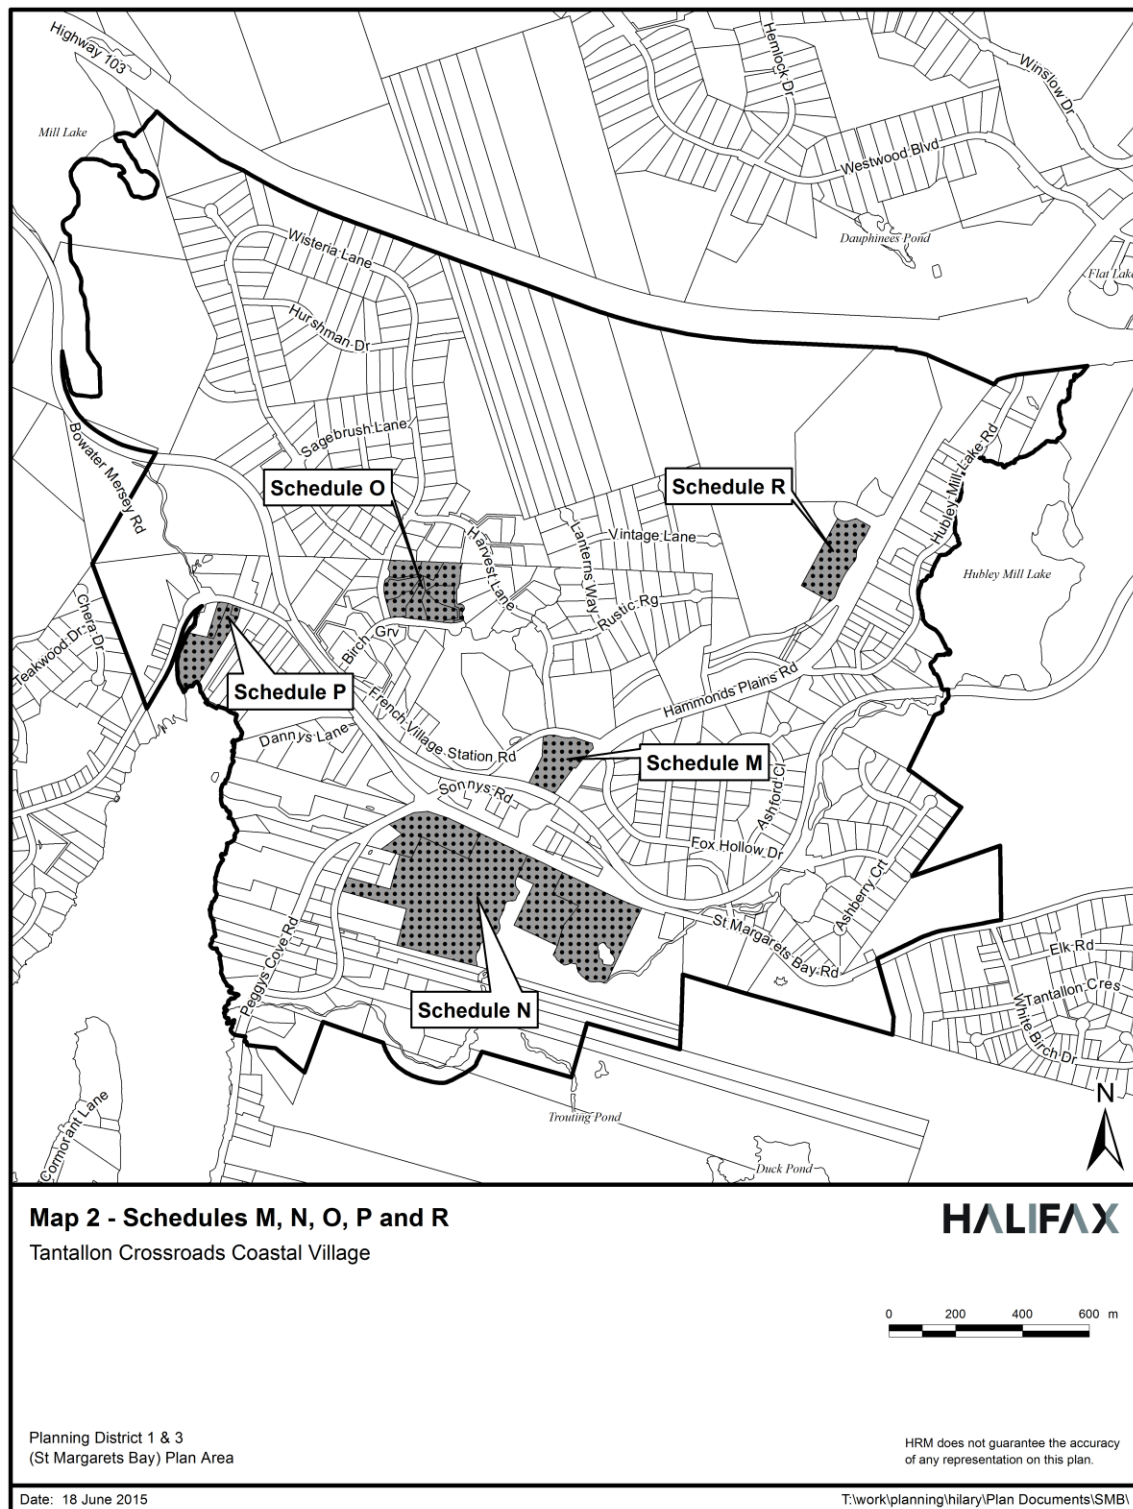 Highway 103
Mill Lake
Hemlock Dr
Winslow Dr
Westwood Blvd
Dauphinees Pond
Flat Lake
Wisteria Lane
Hurshman Dr
Sagebrush Lane
Bowater Mersey Rd
Schedule O
Schedule R
Hubley Mill Lake Rd
Harvest Lane
Lanterns Way
Vintage Lane
Hubley Mill Lake
Chera Dr
Teakwood Dr
Rustic Rg
Birch Grv
Schedule P
Hammonds Plains Rd
French Village Station Rd
Dannys Lane
Schedule M
Sonnys Rd
Ashford Cl
Fox Hollow Dr
Ashberry Crt
St Margarets Bay Rd
Peggys Cove Rd
Elk Rd
Tantallon Cres
White Birch Dr
Schedule N
Cormorant Lane
Trouting Pond
Duck Pond
N
Map 2 - Schedules M, N, O, P and R
HALIFAX
Tantallon Crossroads Coastal Village
0 200 400 600 m
Planning District 1 & 3
(St Margarets Bay) Plan Area
HRM does not guarantee the accuracy
of any representation on this plan.
Date: 18 June 2015
T:\work\planning\hilary\Plan Documents\SMB\